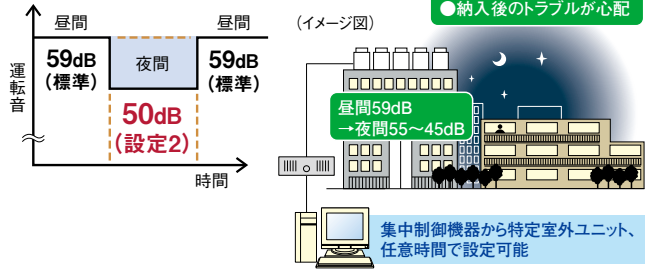 昼間
昼間
運転音
59dB
(標準)
夜間
59dB
(標準)
50dB
(設定2)
時間
●納入後のトラブルが心配
(イメージ図)
昼間59dB
→夜間55～45dB
集中制御機器から特定室外ユニット、
任意時間で設定可能